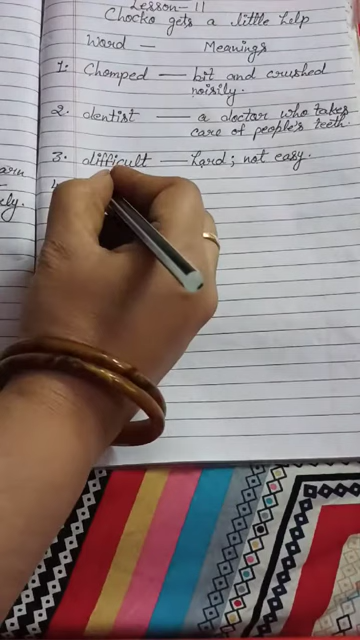 Lesson-11
Chocko gets a little help
Word — Meanings
1. Chomped — bit and crushed
noisily.
2. dentist — a doctor who takes
care of people's teeth.
3. difficult — hard; not easy.